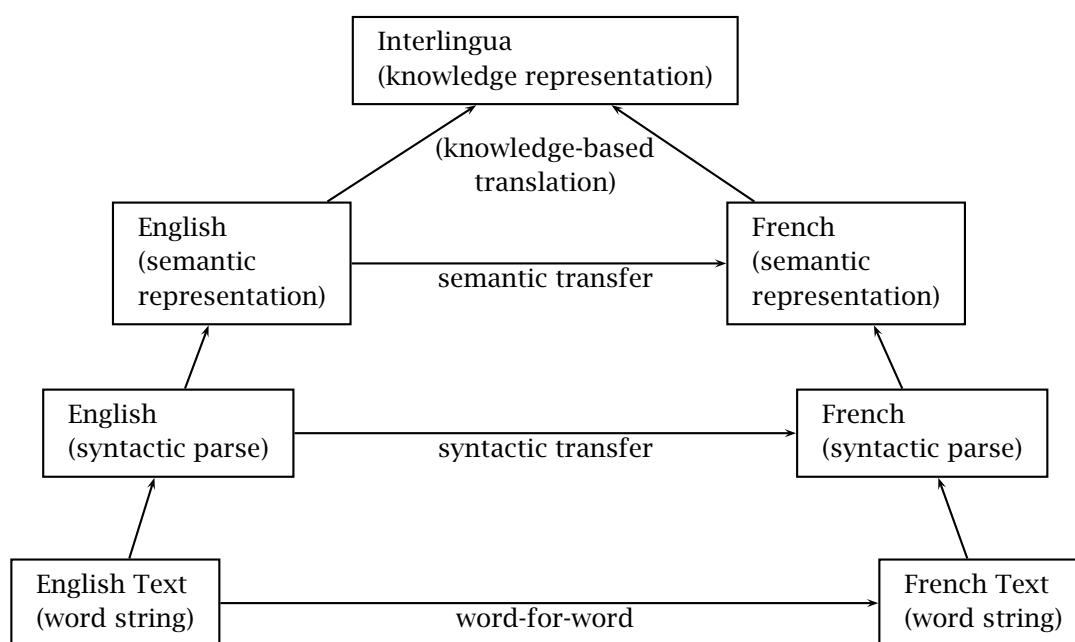 Interlingua
(knowledge representation)
(knowledge-based
translation)
English
(semantic
representation)
semantic transfer
French
(semantic
representation)
English
(syntactic parse)
syntactic transfer
French
(syntactic parse)
English Text
(word string)
word-for-word
French Text
(word string)